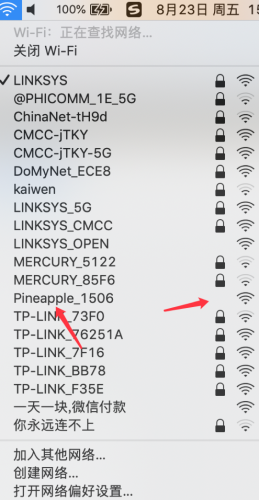 100% 8月23日 周五 15
Wi-Fi：正在查找网络...
关闭 Wi-Fi
LINKSYS
@PHICOMM_1E_5G
ChinaNet-tH9d
CMCC-jTKY
CMCC-jTKY-5G
DoMyNet_ECE8
kaiwen
LINKSYS_5G
LINKSYS_CMCC
LINKSYS_OPEN
MERCURY_5122
MERCURY_85F6
Pineapple_1506
TP-LINK_73F0
TP-LINK_76251A
TP-LINK_7F16
TP-LINK_BB78
TP-LINK_F35E
一天一块,微信付款
你永远连不上
加入其他网络...
创建网络...
打开网络偏好设置...